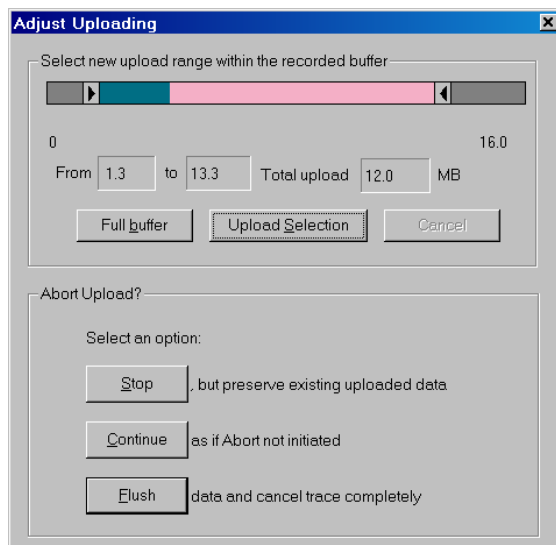 Adjust Uploading
Select new upload range within the recorded buffer
0 16.0
From 1.3 to 13.3 Total upload 12.0 MB
Full buffer Upload Selection Cancel
Abort Upload?
Select an option:
Stop , but preserve existing uploaded data
Continue as if Abort not initiated
Flush data and cancel trace completely